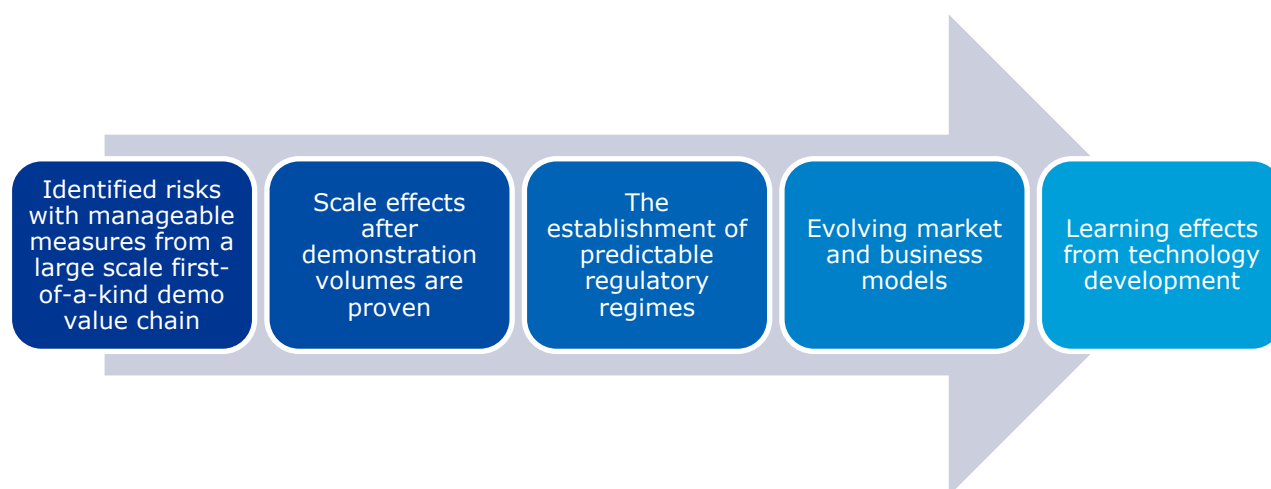 Identified risks
with manageable
measures from a
large scale first-
of-a-kind demo
value chain
Scale effects
after
demonstration
volumes are
proven
The
establishment of
predictable
regulatory
regimes
Evolving market
and business
models
Learning effects
from technology
development